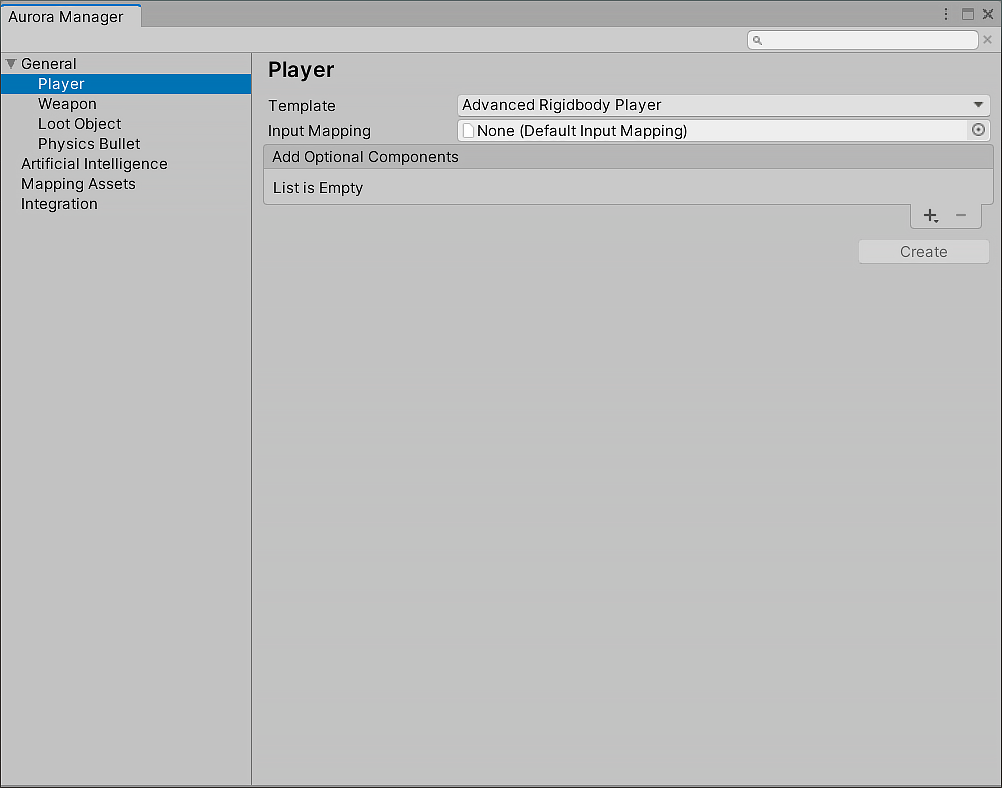 Aurora Manager
General
Player
Weapon
Loot Object
Physics Bullet
Artificial Intelligence
Mapping Assets
Integration
Player
Template Advanced Rigidbody Player
Input Mapping None (Default Input Mapping)
Add Optional Components
List is Empty
Create